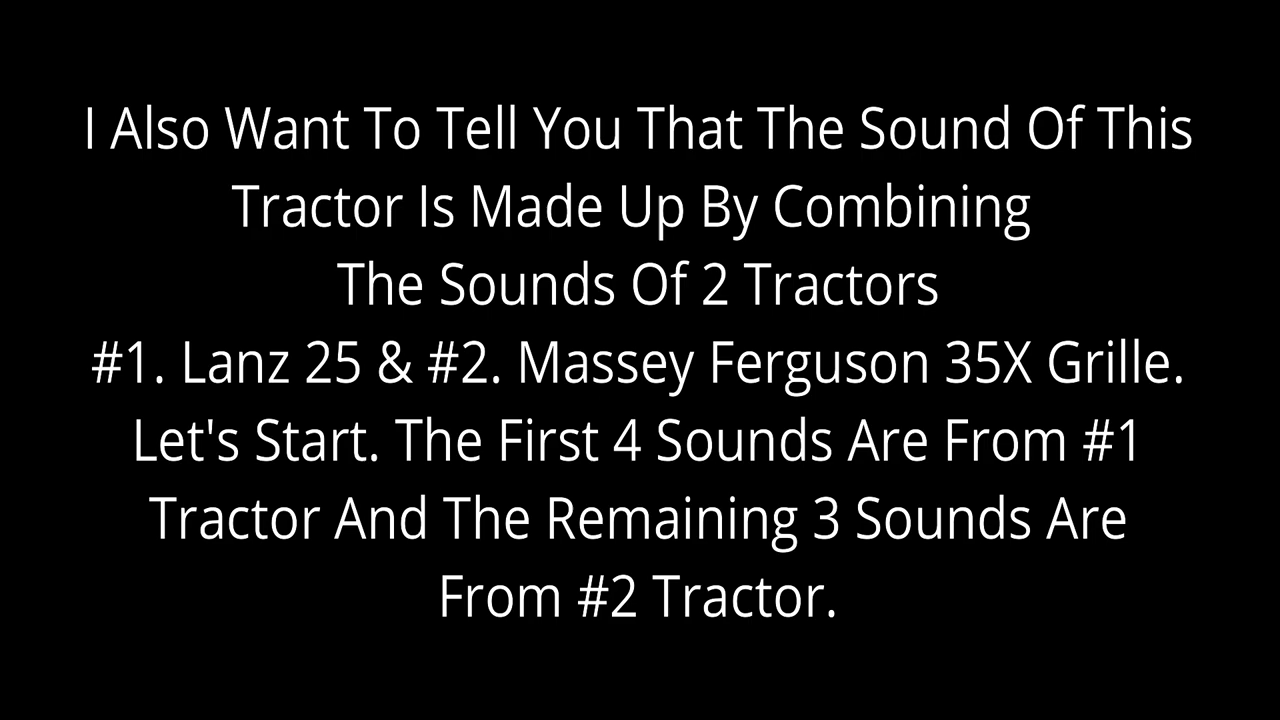 I Also Want To Tell You That The Sound Of This
Tractor Is Made Up By Combining
The Sounds Of 2 Tractors
#1. Lanz 25 & #2. Massey Ferguson 35X Grille.
Let's Start. The First 4 Sounds Are From #1
Tractor And The Remaining 3 Sounds Are
From #2 Tractor.